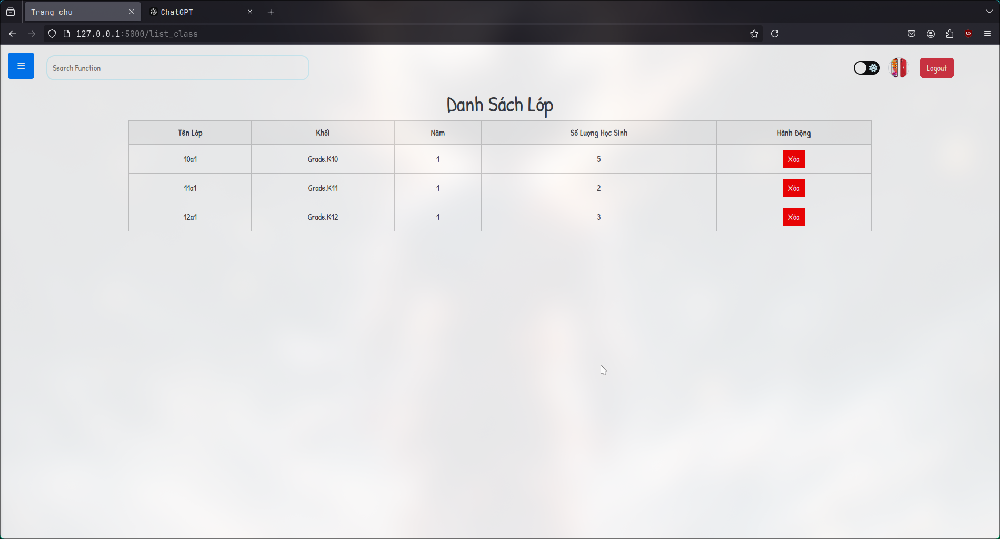 Trang chu
ChatGPT
127.0.0.1:5000/list_class
Search Function
Logout
Danh Sách Lớp
Tên Lớp Khối Năm Số Lượng Học Sinh Hành Động
10a1 Grade.K10 1 5 Xóa
11a1 Grade.K11 1 2 Xóa
12a1 Grade.K12 1 3 Xóa